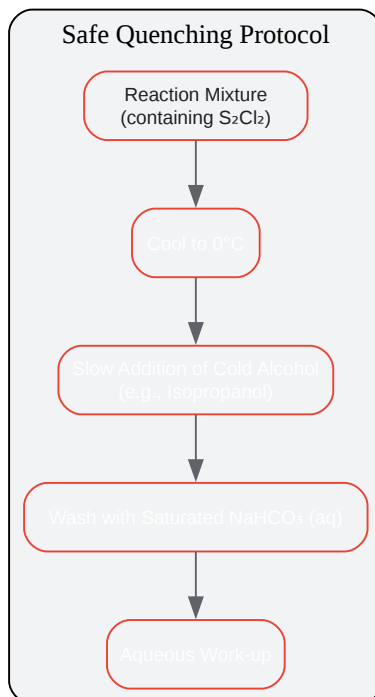 Safe Quenching Protocol
Reaction Mixture
(containing S₂Cl₂)
Cool to 0°C
Slow Addition of Cold Alcohol
(e.g., Isopropanol)
Wash with Saturated NaHCO₃ (aq)
Aqueous Work-up